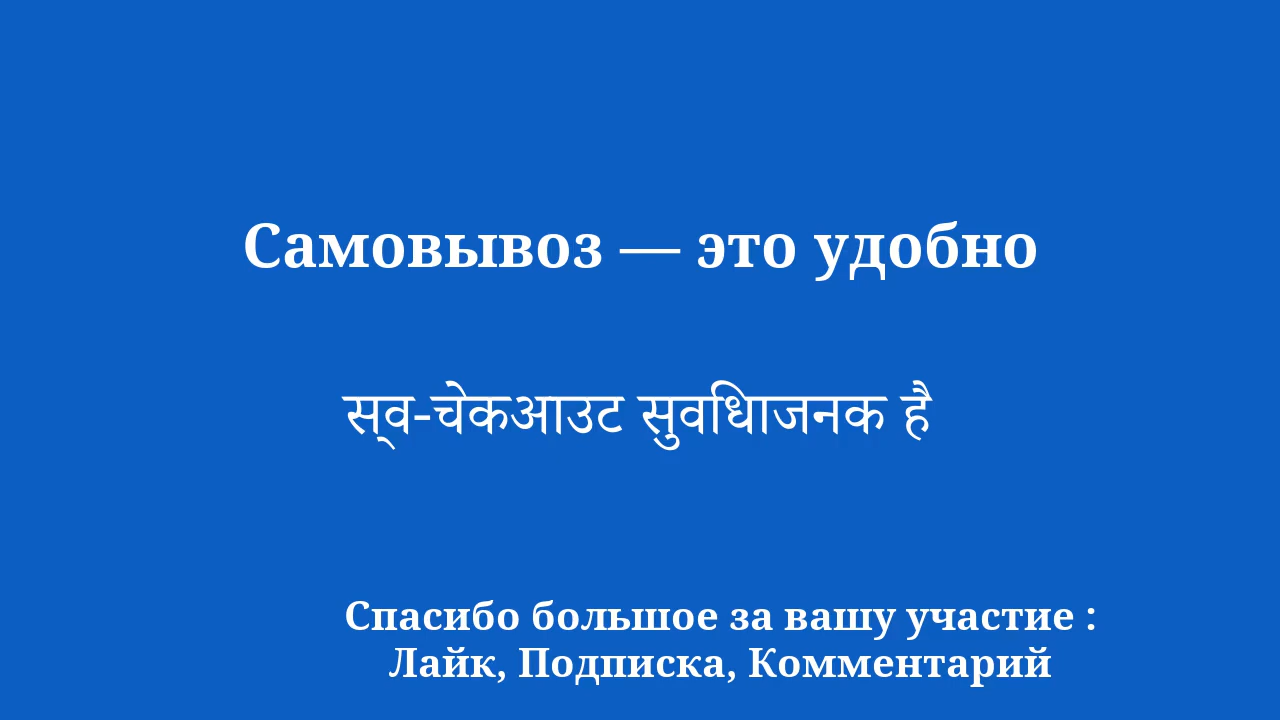 Самовывоз — это удобно
स्व-चेकआउट सुविधाजनक है
Спасибо большое за вашу участие :
Лайк, Подписка, Комментарий